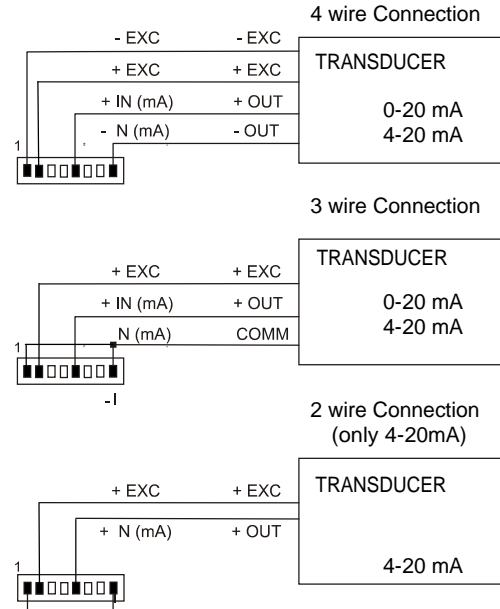 4 wire Connection
- EXC - EXC
TRANSDUCER
+ EXC + EXC
+ IN (mA) + OUT
0-20 mA
- N (mA) - OUT
4-20 mA
1
3 wire Connection
TRANSDUCER
+ EXC + EXC
+ IN (mA) + OUT
0-20 mA
N (mA) COMM
4-20 mA
1
-I
2 wire Connection
(only 4-20mA)
+ EXC + EXC
TRANSDUCER
+ N (mA) + OUT
4-20 mA
1